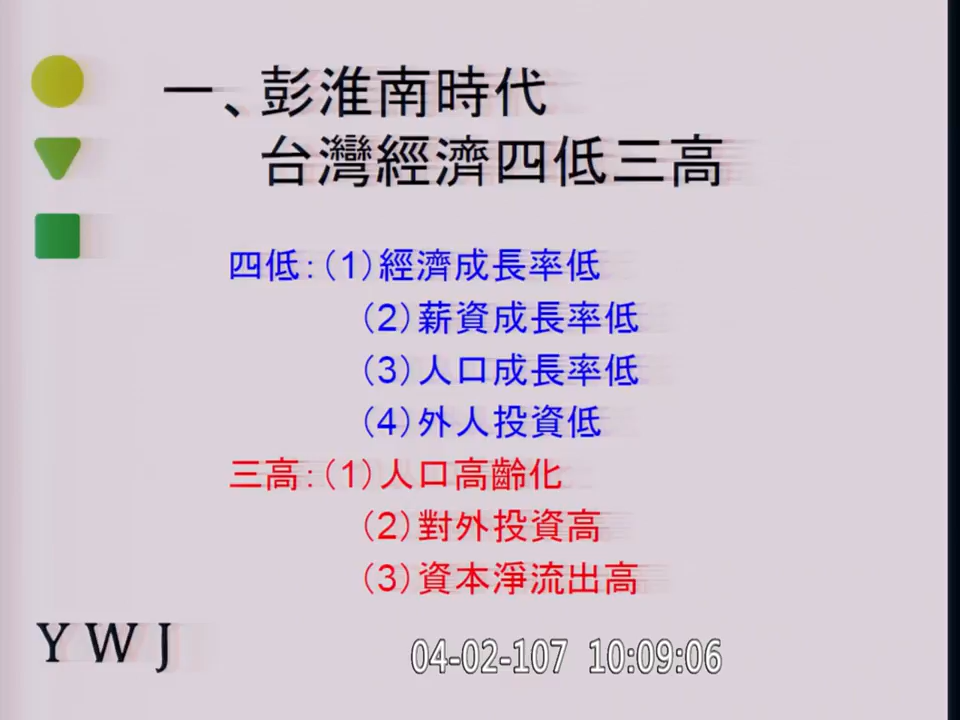 一、彭淮南時代
台灣經濟四低三高
四低:(1)經濟成長率低
(2)薪資成長率低
(3)人口成長率低
(4)外人投資低
三高:(1)人口高齡化
(2)對外投資高
(3)資本淨流出高
Y W J
04-02-107 10:09:06